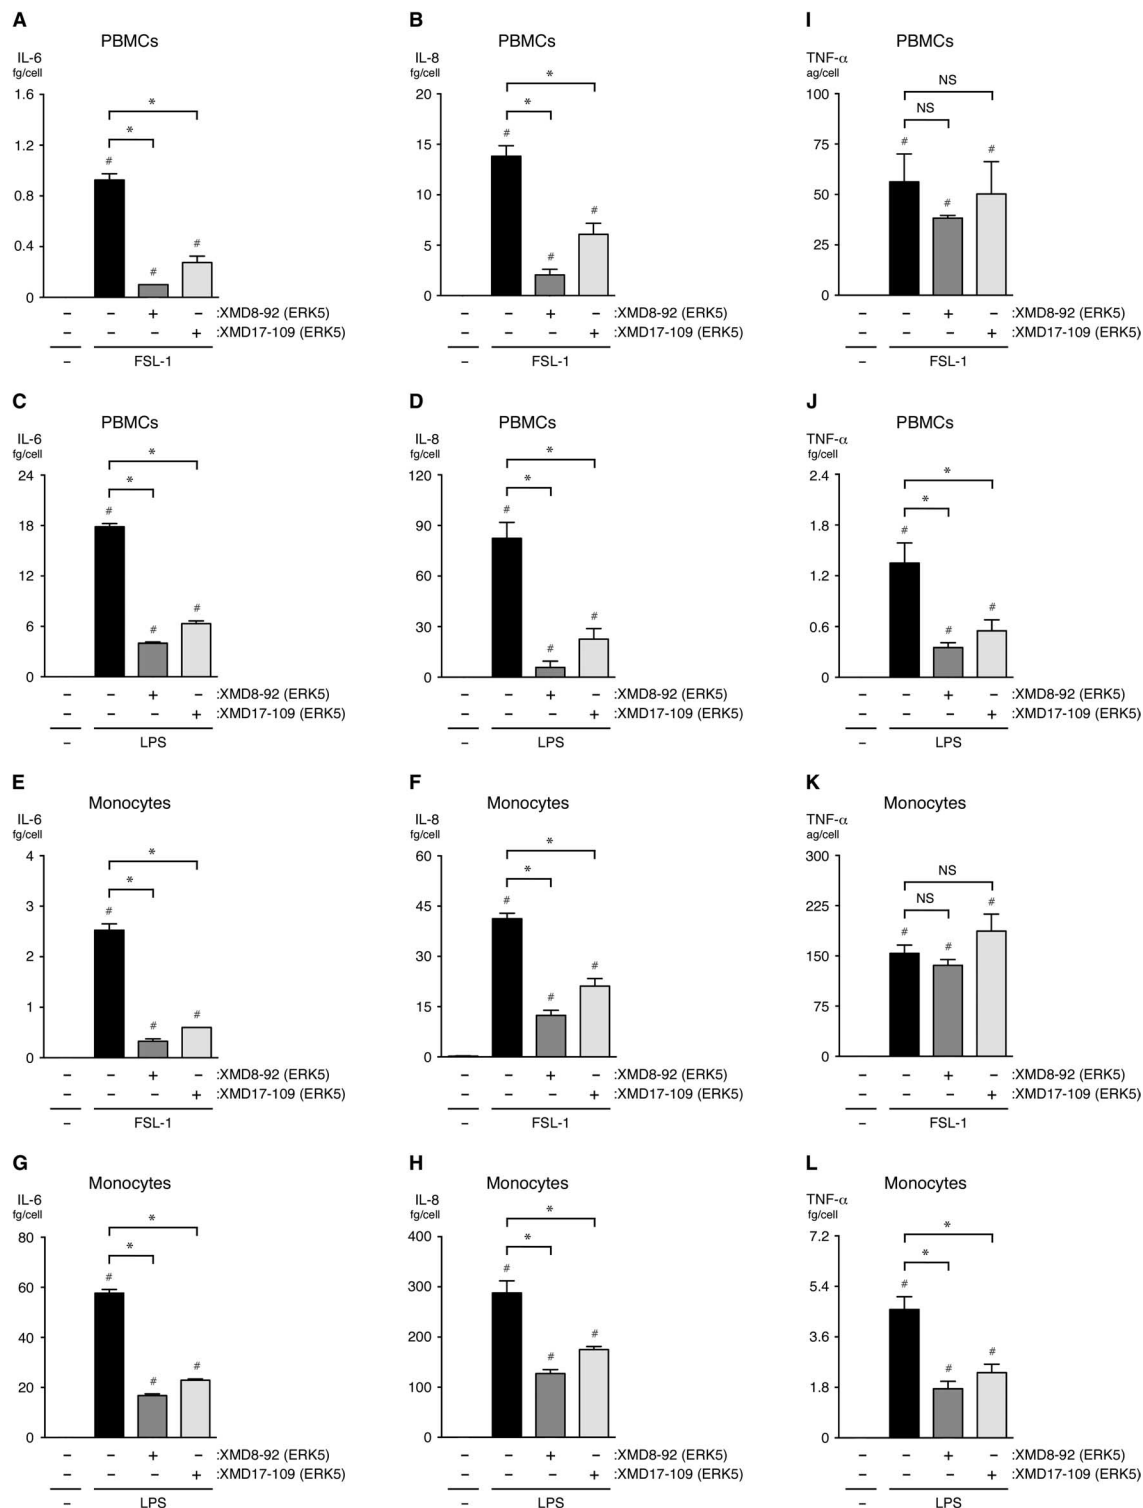 A
PBMCs
IL-6
fg/cell
1.6
1.2
0.8
0.4
0
*
*
#
#
#
– – + – :XMD8-92 (ERK5)
– – – + :XMD17-109 (ERK5)
– FSL-1
B
PBMCs
IL-8
fg/cell
20
15
10
5
0
*
*
#
#
#
– – + – :XMD8-92 (ERK5)
– – – + :XMD17-109 (ERK5)
– FSL-1
I
PBMCs
TNF-α
ag/cell
100
75
50
25
0
NS
NS
#
#
#
– – + – :XMD8-92 (ERK5)
– – – + :XMD17-109 (ERK5)
– FSL-1
C
PBMCs
IL-6
fg/cell
24
18
12
6
0
*
*
#
#
#
– – + – :XMD8-92 (ERK5)
– – – + :XMD17-109 (ERK5)
– LPS
D
PBMCs
IL-8
fg/cell
120
90
60
30
0
*
*
#
#
#
– – + – :XMD8-92 (ERK5)
– – – + :XMD17-109 (ERK5)
– LPS
J
PBMCs
TNF-α
fg/cell
2.4
1.8
1.2
0.6
0
*
*
#
#
#
– – + – :XMD8-92 (ERK5)
– – – + :XMD17-109 (ERK5)
– LPS
E
Monocytes
IL-6
fg/cell
4
3
2
1
0
*
*
#
#
#
– – + – :XMD8-92 (ERK5)
– – – + :XMD17-109 (ERK5)
– FSL-1
F
Monocytes
IL-8
fg/cell
60
45
30
15
0
*
*
#
#
#
– – + – :XMD8-92 (ERK5)
– – – + :XMD17-109 (ERK5)
– FSL-1
K
Monocytes
TNF-α
ag/cell
300
225
150
75
0
NS
NS
#
#
#
– – + – :XMD8-92 (ERK5)
– – – + :XMD17-109 (ERK5)
– FSL-1
G
Monocytes
IL-6
fg/cell
80
60
40
20
0
*
*
#
#
#
– – + – :XMD8-92 (ERK5)
– – – + :XMD17-109 (ERK5)
– LPS
H
Monocytes
IL-8
fg/cell
400
300
200
100
0
*
*
#
#
#
– – + – :XMD8-92 (ERK5)
– – – + :XMD17-109 (ERK5)
– LPS
L
Monocytes
TNF-α
fg/cell
7.2
5.4
3.6
1.8
0
*
*
#
#
#
– – + – :XMD8-92 (ERK5)
– – – + :XMD17-109 (ERK5)
– LPS